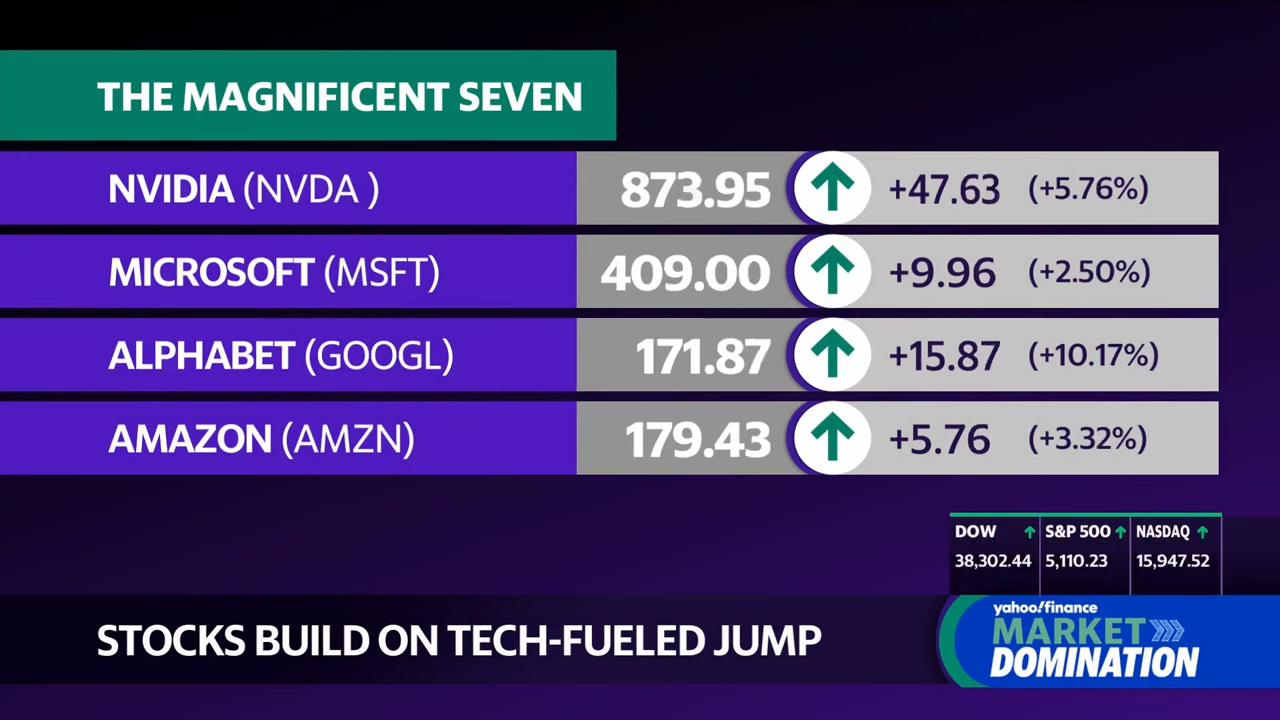 THE MAGNIFICENT SEVEN
NVIDIA (NVDA ) 873.95 +47.63 (+5.76%)
MICROSOFT (MSFT) 409.00 +9.96 (+2.50%)
ALPHABET (GOOGL) 171.87 +15.87 (+10.17%)
AMAZON (AMZN) 179.43 +5.76 (+3.32%)
DOW S&P 500 NASDAQ
38,302.44 5,110.23 15,947.52
STOCKS BUILD ON TECH-FUELED JUMP
yahoo!finance
MARKET
DOMINATION